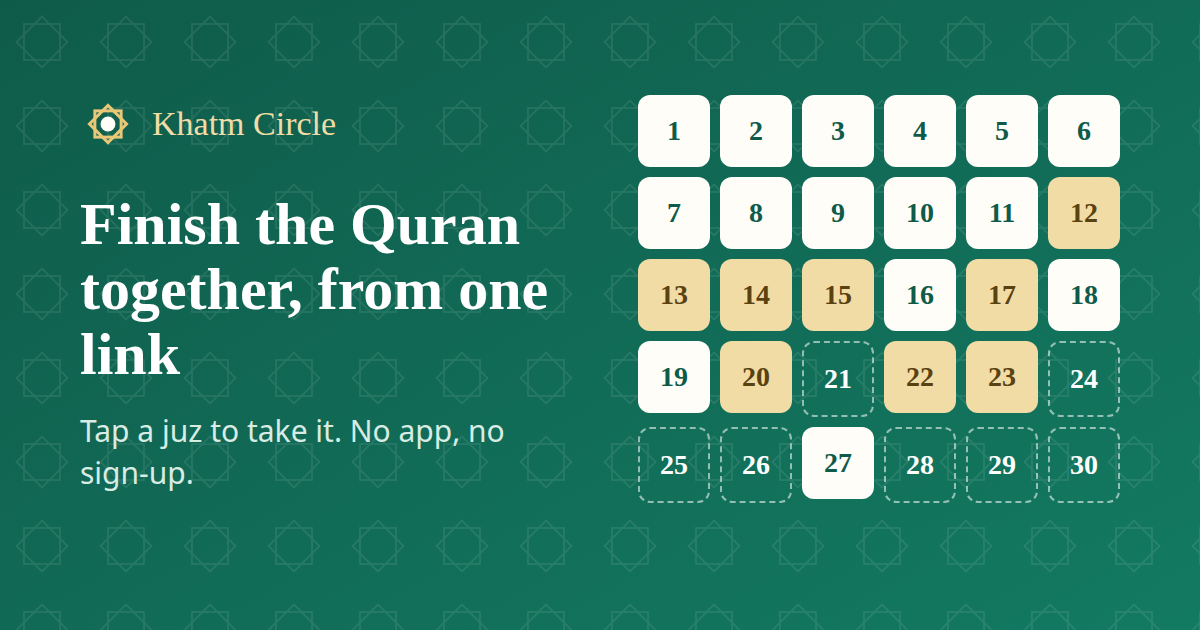 Khatm Circle
Finish the Quran
together, from one
link
Tap a juz to take it. No app, no
sign-up.
1 2 3 4 5 6
7 8 9 10 11 12
13 14 15 16 17 18
19 20 21 22 23 24
25 26 27 28 29 30